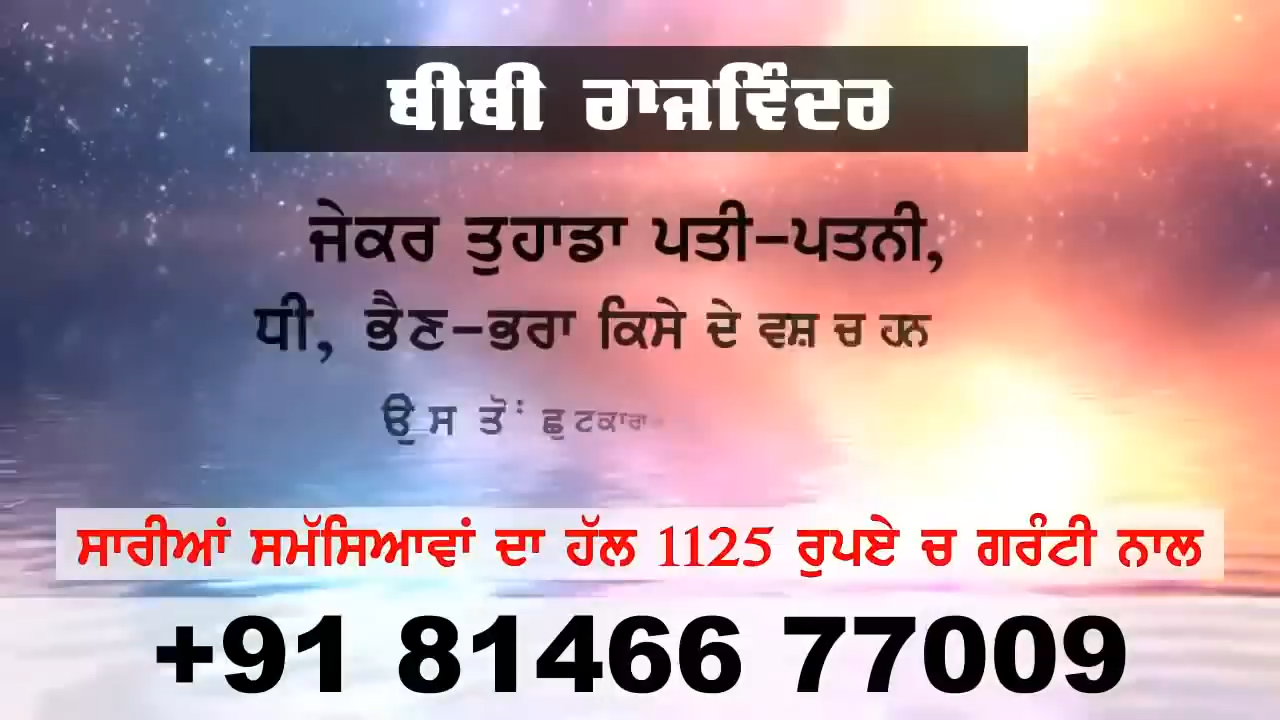 ਬੀਬੀ ਰਾਜਵਿੰਦਰ
ਜੇਕਰ ਤੁਹਾਡਾ ਪਤੀ-ਪਤਨੀ,
ਧੀ, ਭੈਣ-ਭਰਾ ਕਿਸੇ ਦੇ ਵਸ਼ ਚ ਹਨ
ਉਸ ਤੋਂ ਛੁਟਕਾਰਾ
ਸਾਰੀਆਂ ਸਮੱਸਿਆਵਾਂ ਦਾ ਹੱਲ 1125 ਰੁਪਏ ਚ ਗਰੰਟੀ ਨਾਲ
+91 81466 77009